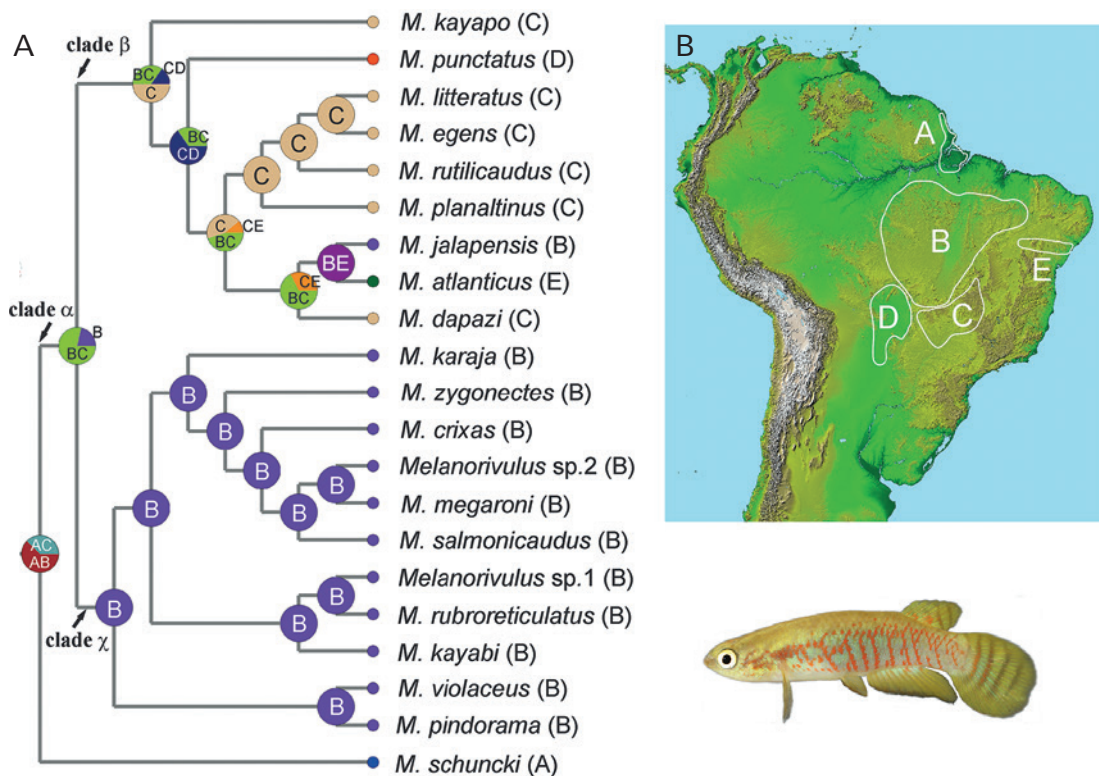 A
clade β
BC
CD
C
BC
CD
C
C
C
C
CE
BC
BE
CE
BC
clade α
B
BC
B
B
B
B
B
B
B
AC
AB
B
clade χ
B
B
B
M. kayapo (C)
M. punctatus (D)
M. litteratus (C)
M. egens (C)
M. rutilicaudus (C)
M. planaltinus (C)
M. jalapensis (B)
M. atlanticus (E)
M. dapazi (C)
M. karaja (B)
M. zygonectes (B)
M. crixas (B)
Melanorivulus sp.2 (B)
M. megaroni (B)
M. salmonicaudus (B)
Melanorivulus sp.1 (B)
M. rubroreticulatus (B)
M. kayabi (B)
M. violaceus (B)
M. pindorama (B)
M. schuncki (A)
B
A
B
E
D
C